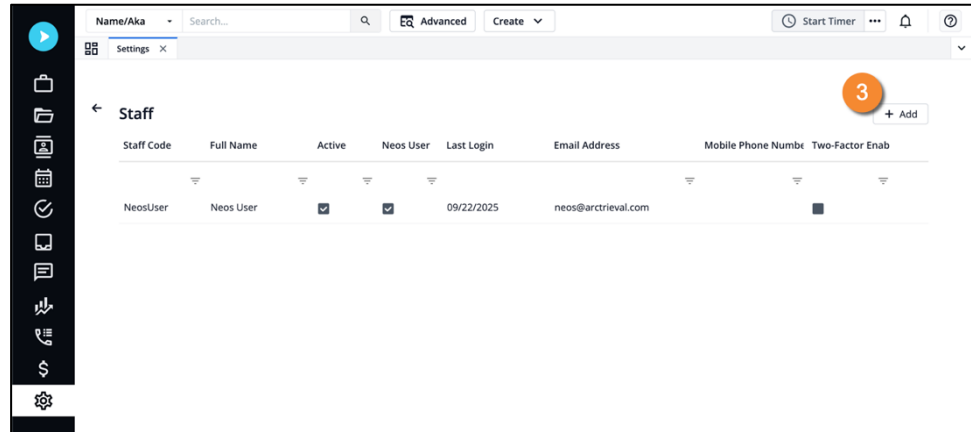 Name/Aka Search... Advanced Create Start Timer
Settings
3
Staff
+ Add
Staff Code Full Name Active Neos User Last Login Email Address Mobile Phone Numbe Two-Factor Enab
NeosUser Neos User 09/22/2025 neos@arctrieval.com